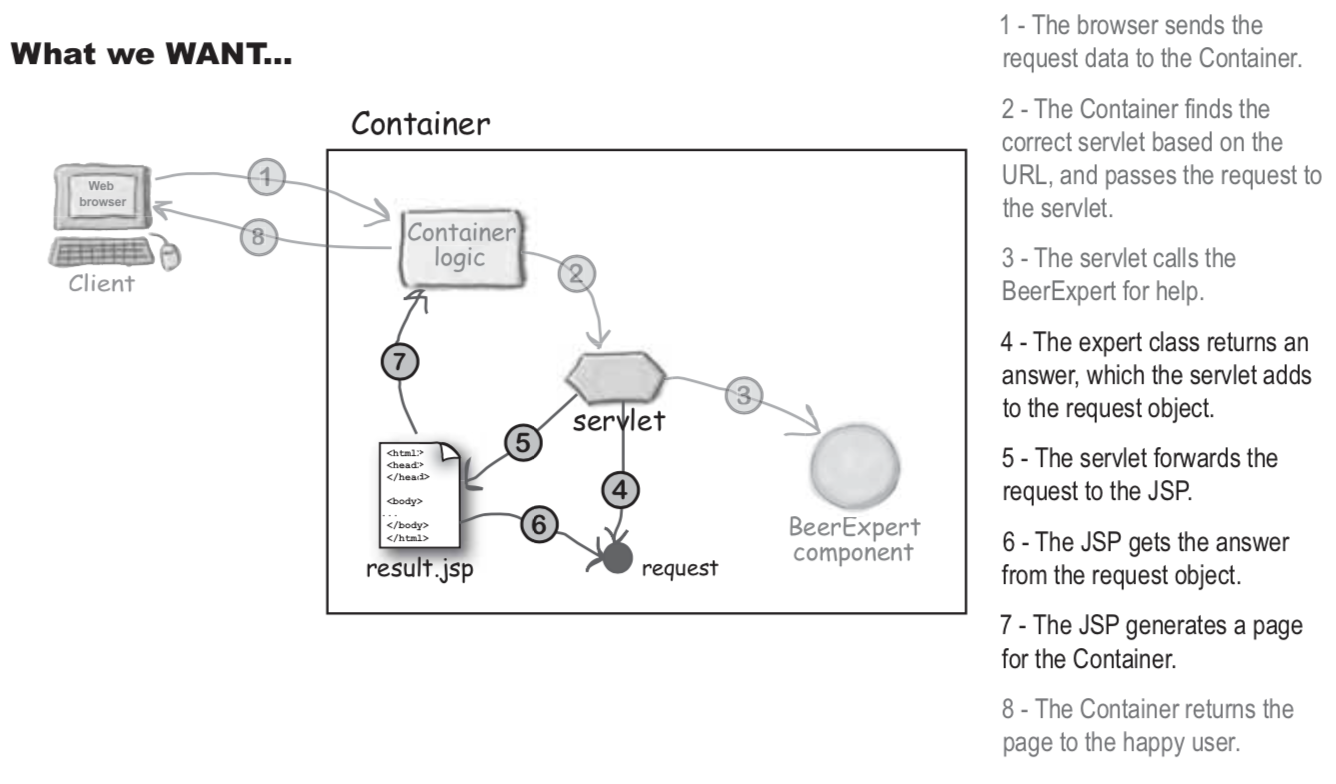 What we WANT...
Container
Web
browser
Client
1
8
Container
logic
2
7
servlet
3
5
4
6
<html>
<head>
</head>
<body>
...
</body>
</html>
result.jsp
request
BeerExpert
component
1 - The browser sends the
request data to the Container.
2 - The Container finds the
correct servlet based on the
URL, and passes the request to
the servlet.
3 - The servlet calls the
BeerExpert for help.
4 - The expert class returns an
answer, which the servlet adds
to the request object.
5 - The servlet forwards the
request to the JSP.
6 - The JSP gets the answer
from the request object.
7 - The JSP generates a page
for the Container.
8 - The Container returns the
page to the happy user.